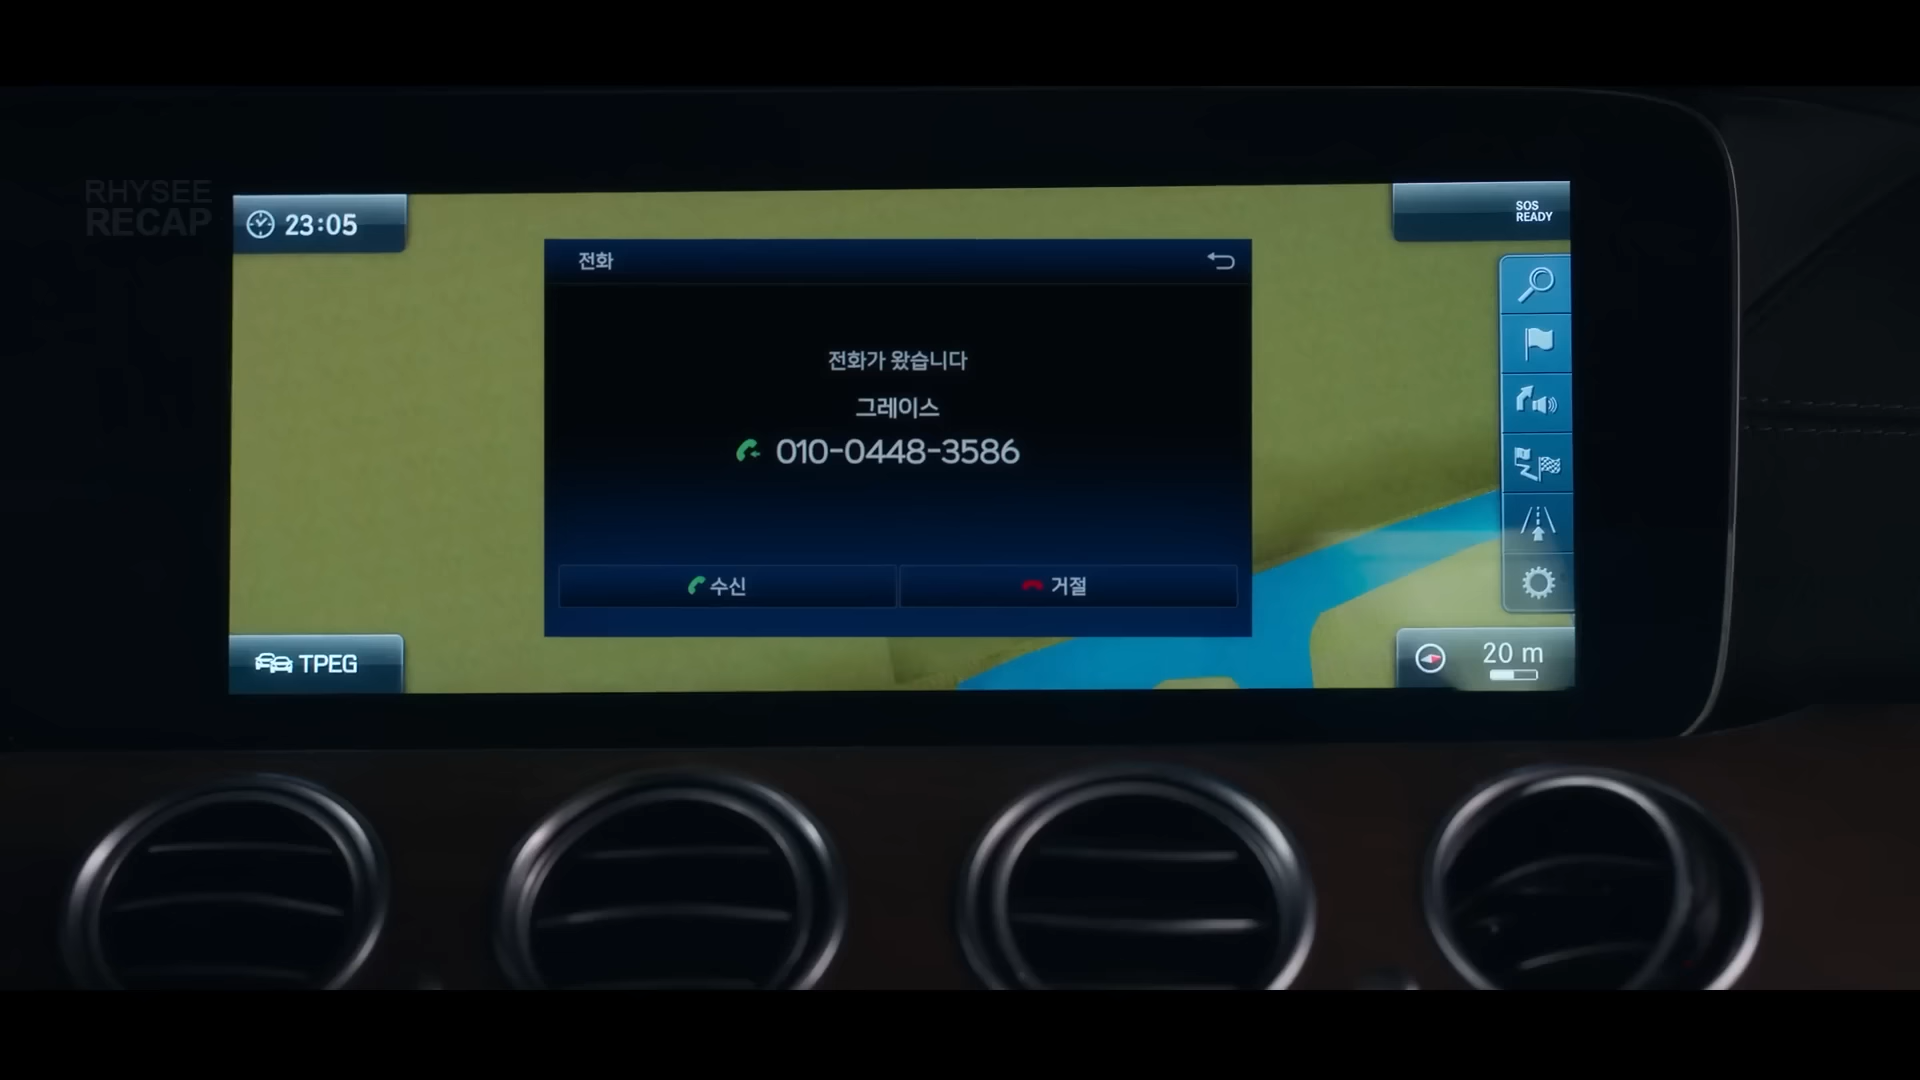 RHYSEE
RECAP
23:05
SOS
READY
전화
전화가 왔습니다
그레이스
010-0448-3586
수신
거절
TPEG
20 m